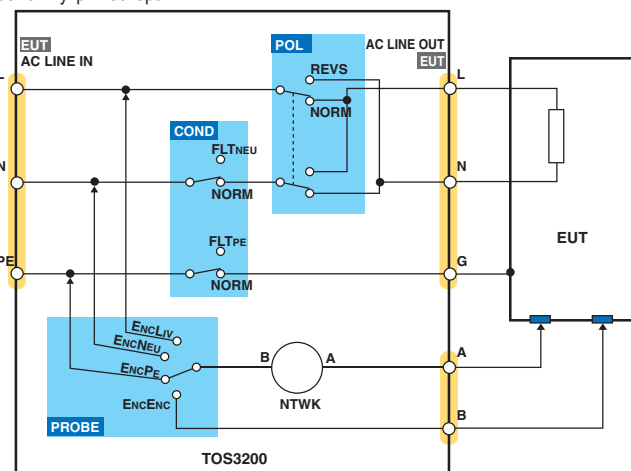 EUT
AC LINE IN
POL
AC LINE OUT
EUT
REVS
L
NORM
COND
FLTNEU
N
N
NORM
FLTPE
EUT
PE
G
NORM
ENCLIV
ENCNEU
ENCPE
B
A
A
ENCENC
NTWK
B
PROBE
TOS3200